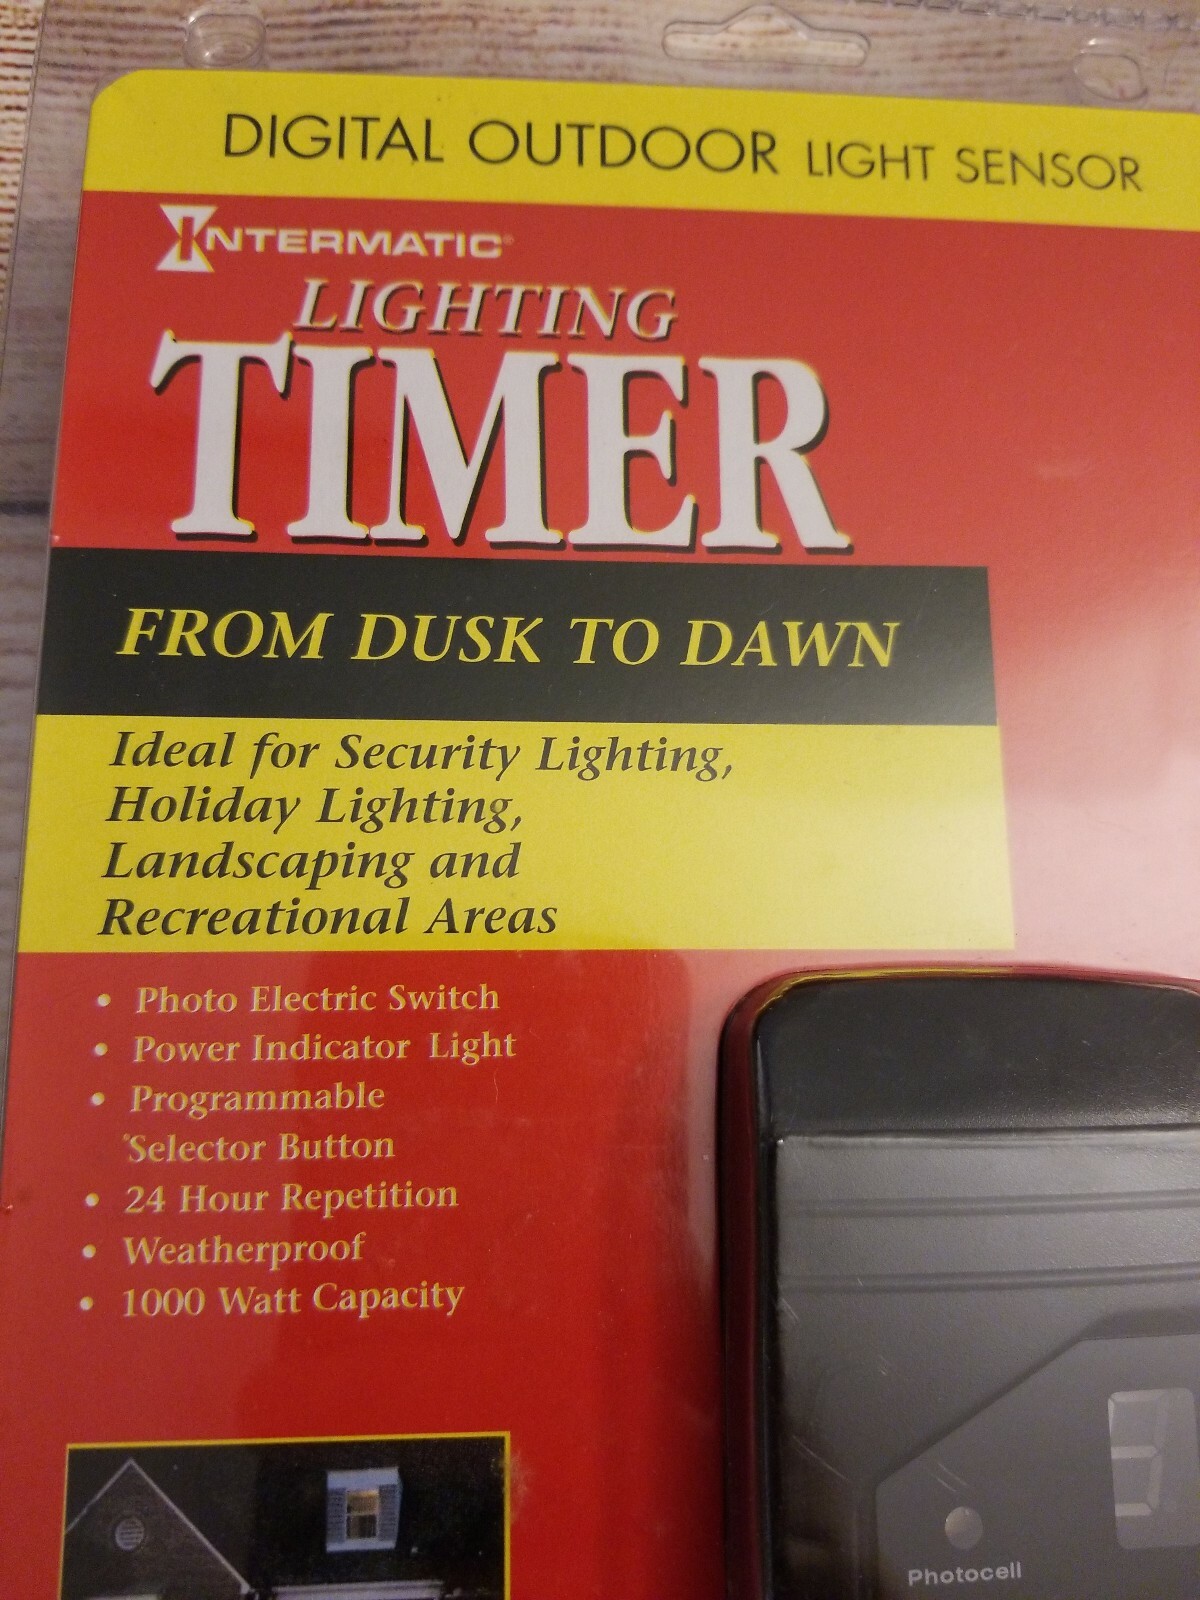 DIGITAL OUTDOOR LIGHT SENSOR
INTERMATIC®
LIGHTING
TIMER
FROM DUSK TO DAWN
Ideal for Security Lighting,
Holiday Lighting,
Landscaping and
Recreational Areas
• Photo Electric Switch
• Power Indicator Light
• Programmable
Selector Button
• 24 Hour Repetition
• Weatherproof
• 1000 Watt Capacity
Photocell